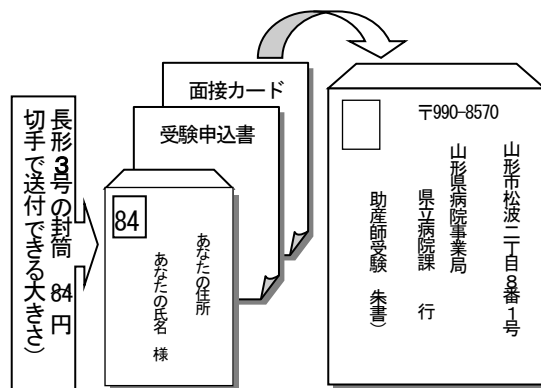 長形３号の封筒 84円
切手で送付できる大きさ）
面接カード
受験申込書
84
あなたの住所
あなたの氏名 様
〒990-8570
山形市松波二丁目８番１号
山形県病院事業局
県立病院課 行
助産師受験 朱書）